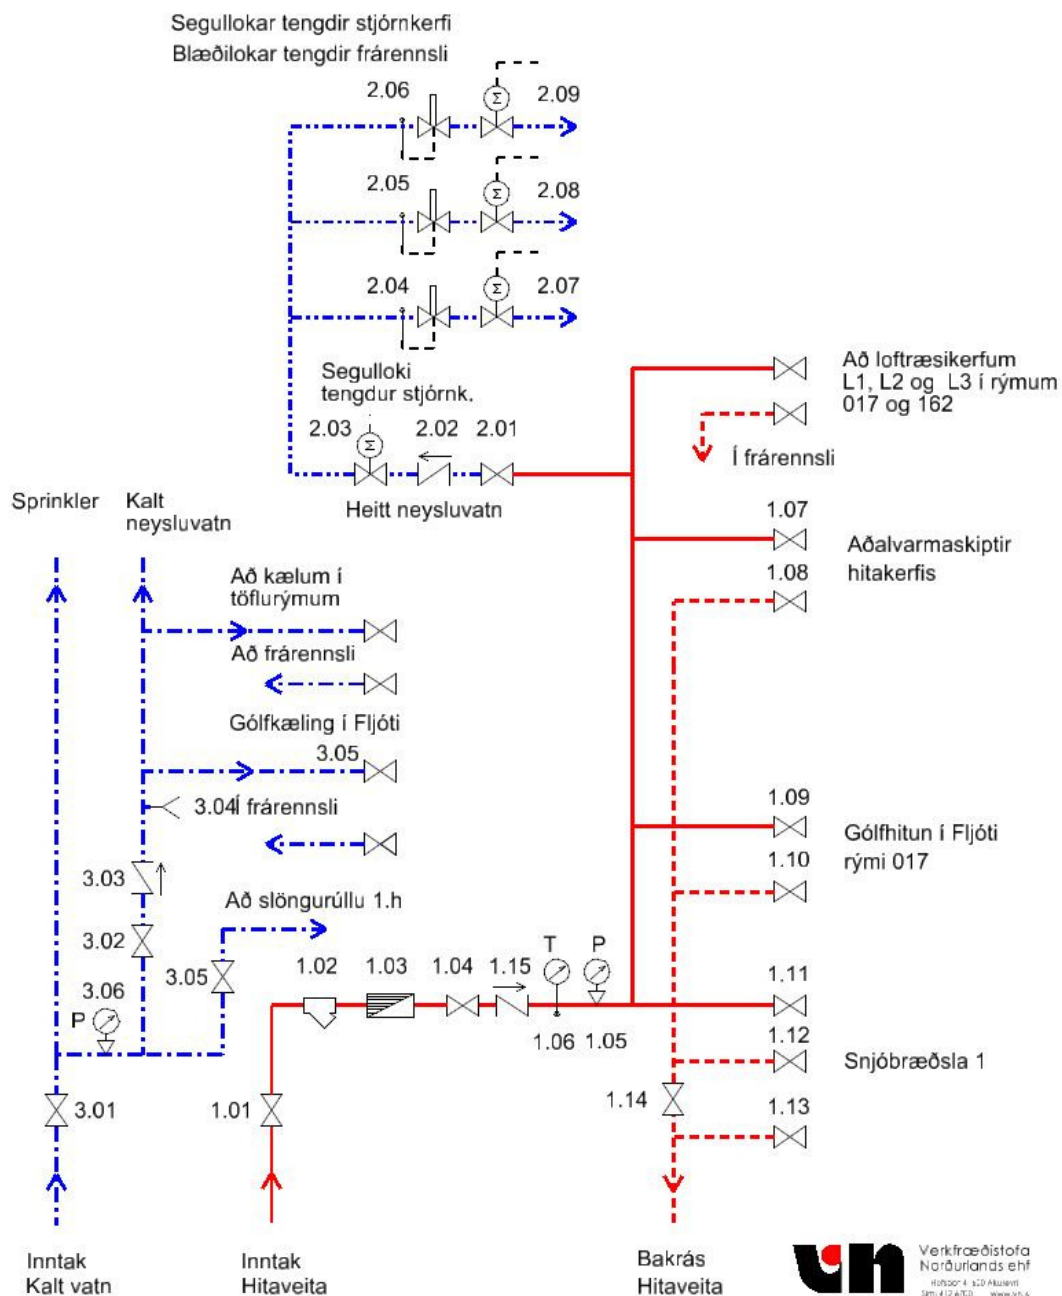 Segullokar tengdir stjórnkerfi
Blæðilokar tengdir frárennsli
2.06
2.09
Σ
2.05
2.08
Σ
2.04
2.07
Σ
Segulloki
tengdur stjórnk.
2.03
2.02
2.01
Σ
Heitt neysluvatn
Að loftræsikerfum
L1, L2 og L3 í rýmum
017 og 162
Í frárennsli
1.07
Aðalvarmaskiptir
hitakerfis
1.08
Sprinkler
Kalt
neysluvatn
Að kælum í
töflurýmum
Að frárennsli
Gólfkæling í Fljóti
3.05
3.04
Í frárennsli
3.03
3.02
Að slöngurúllu 1.h
3.05
3.06
P
3.01
1.09
Gólfhitun í Fljóti
rými 017
1.10
1.02
1.03
1.04
1.15
T
P
1.06
1.05
1.01
1.11
1.12
Snjóbræðsla 1
1.14
1.13
Inntak
Kalt vatn
Inntak
Hitaveita
Bakrás
Hitaveita
vn
Verkfræðistofa
Norðurlands ehf